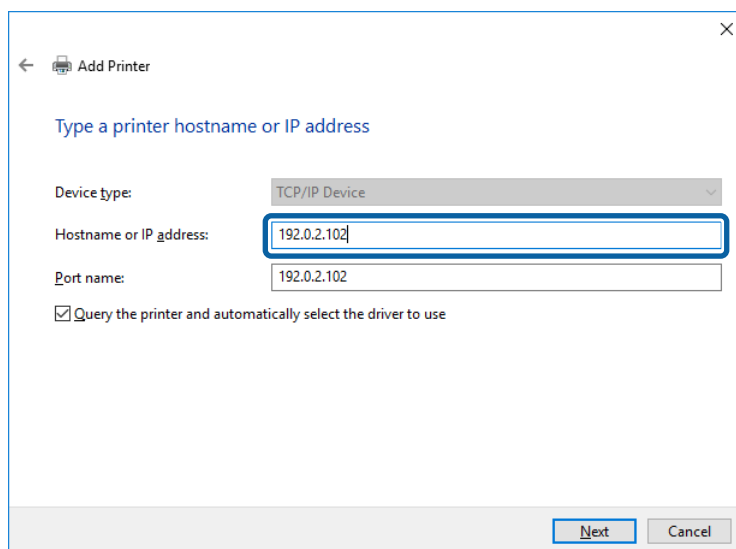 Add Printer
Type a printer hostname or IP address
Device type: TCP/IP Device
Hostname or IP address: 192.0.2.102
Port name: 192.0.2.102
Query the printer and automatically select the driver to use
Next Cancel